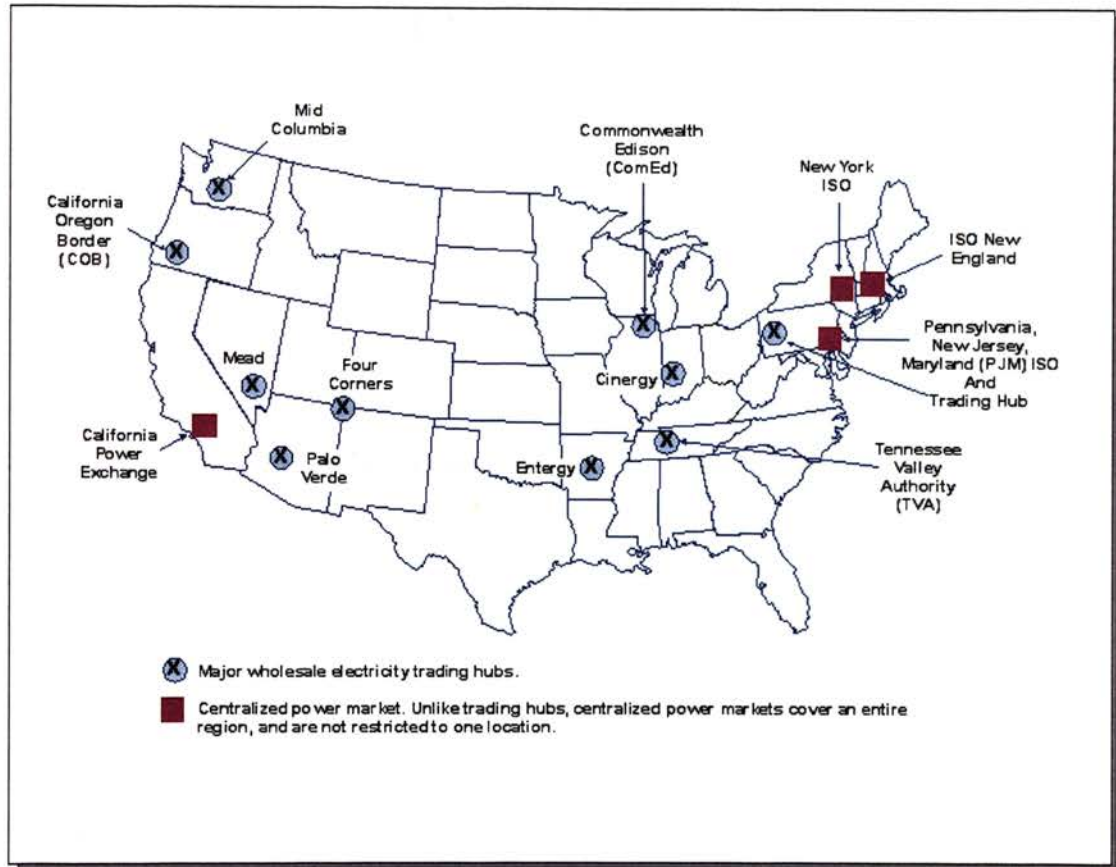 Mid
Columbia
Commonwealth
Edison
(ComEd)
New York
ISO
California
Oregon
Border
(COB)
ISO New
England
Pennsylvania,
New Jersey,
Maryland (PJM) ISO
And
Trading Hub
Mead
Four
Corners
Cinergy
California
Power
Exchange
Palo
Verde
Entergy
Tennessee
Valley
Authority
(TVA)
X Major wholesale electricity trading hubs.
Centralized power market. Unlike trading hubs, centralized power markets cover an entire
region, and are not restricted to one location.